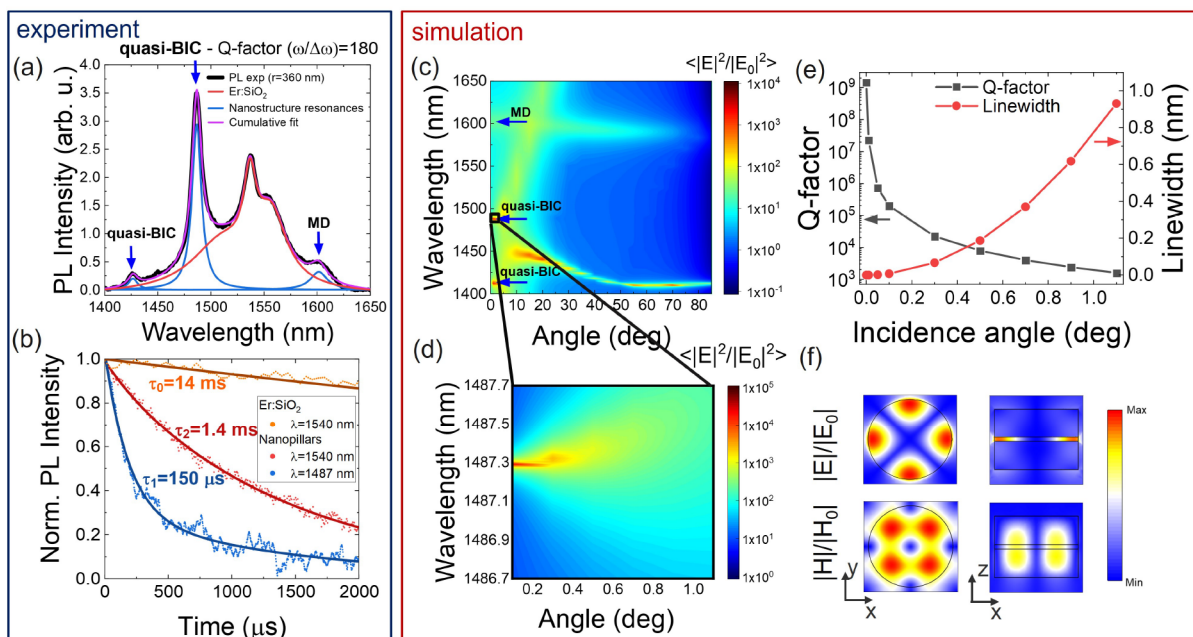 experiment
simulation
quasi-BIC - Q-factor (ω/Δω)=180
(a)
PL Intensity (arb. u.)
4.0
3.5
3.0
2.5
2.0
1.5
1.0
0.5
0.0
PL exp (r=360 nm)
Er:SiO₂
Nanostructure resonances
Cumulative fit
quasi-BIC
MD
1400 1450 1500 1550 1600 1650
Wavelength (nm)
(b)
Norm. PL Intensity
1.0
0.8
0.6
0.4
0.2
0.0
τ₀=14 ms
τ₂=1.4 ms
τ₁=150 μs
Er:SiO₂
λ=1540 nm
Nanopillars
λ=1540 nm
λ=1487 nm
0 500 1000 1500 2000
Time (μs)
(c)
<|E|²/|E₀|²>
Wavelength (nm)
1650
1600
1550
1500
1450
1400
MD
quasi-BIC
quasi-BIC
0 10 20 30 40 50 60 70 80
Angle (deg)
1x10⁴
1x10³
1x10²
1x10¹
1x10⁰
1x10⁻¹
(d)
<|E|²/|E₀|²>
Wavelength (nm)
1487.7
1487.5
1487.3
1487.1
1486.9
1486.7
0.2 0.4 0.6 0.8 1.0
Angle (deg)
1x10⁵
1x10⁴
1x10³
1x10²
1x10¹
1x10⁰
(e)
Q-factor
10⁹
10⁸
10⁷
10⁶
10⁵
10⁴
10³
Q-factor
Linewidth
1.0
0.8
0.6
0.4
0.2
0.0
Linewidth (nm)
0.0 0.2 0.4 0.6 0.8 1.0
Incidence angle (deg)
(f)
|E|/|E₀|
|H|/|H₀|
y
x
z
x
Max
Min